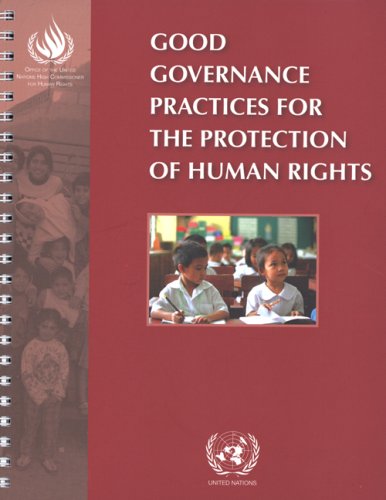 OFFICE OF THE UNITED
NATIONS HIGH COMMISSIONER
FOR HUMAN RIGHTS
GOOD
GOVERNANCE
PRACTICES FOR
THE PROTECTION
OF HUMAN RIGHTS
UNITED NATIONS